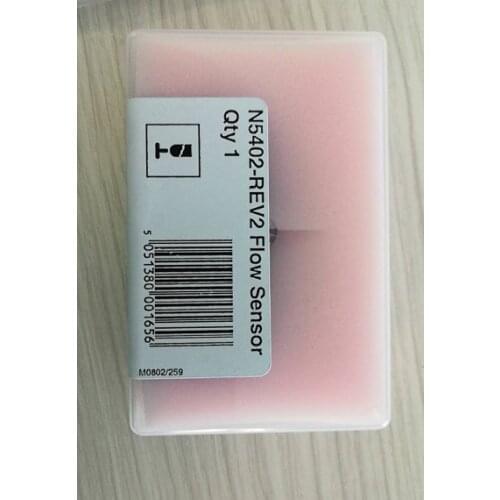 N5402-REV2 Flow Sensor
Qty 1
5 051380 001656
M0802/259